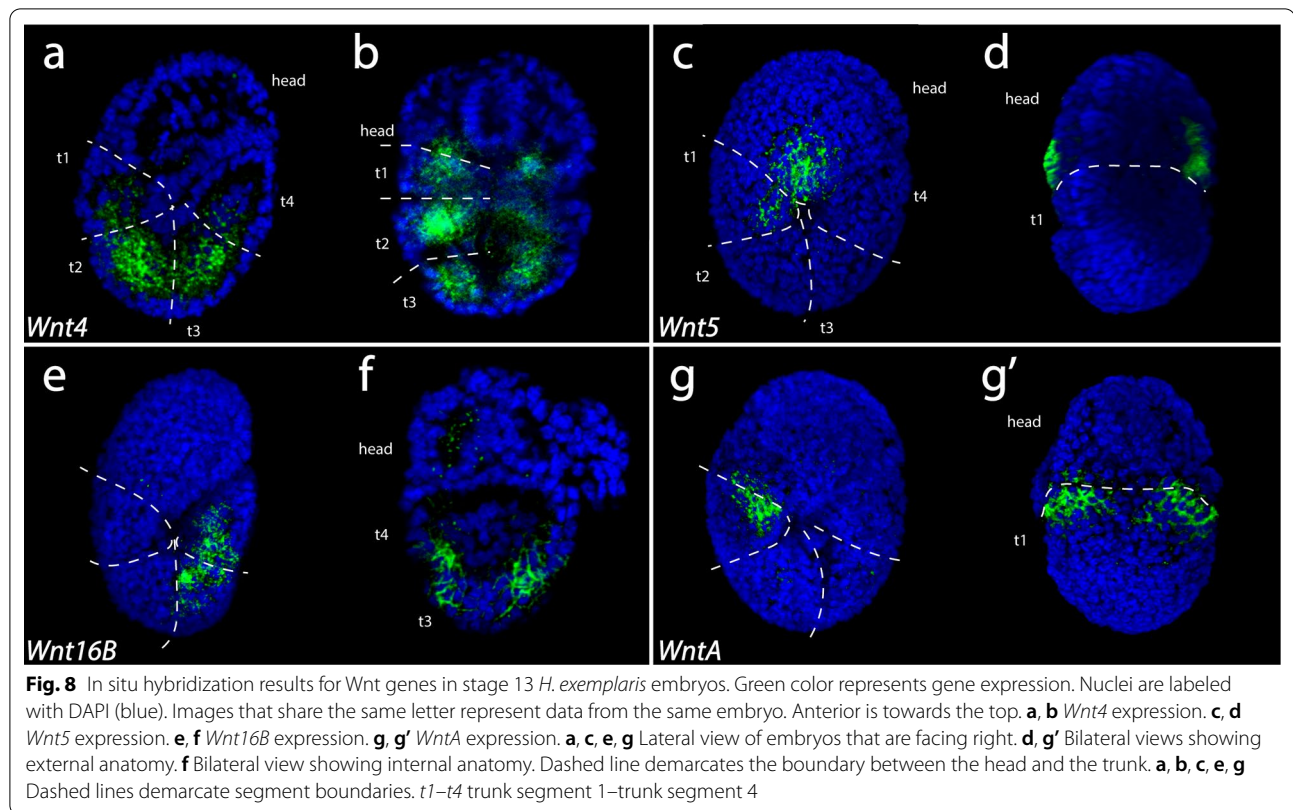 a
b
c
d
head
head
head
head
t1
t1
t1
t4
t4
t1
t2
t2
t2
t3
t3
t3
Wnt4
Wnt5
e
f
g
g′
head
head
t4
t1
t3
Wnt16B
WntA
Fig. 8 In situ hybridization results for Wnt genes in stage 13 H. exemplaris embryos. Green color represents gene expression. Nuclei are labeled
with DAPI (blue). Images that share the same letter represent data from the same embryo. Anterior is towards the top. a, b Wnt4 expression. c, d
Wnt5 expression. e, f Wnt16B expression. g, g′ WntA expression. a, c, e, g Lateral view of embryos that are facing right. d, g′ Bilateral views showing
external anatomy. f Bilateral view showing internal anatomy. Dashed line demarcates the boundary between the head and the trunk. a, b, c, e, g
Dashed lines demarcate segment boundaries. t1–t4 trunk segment 1–trunk segment 4